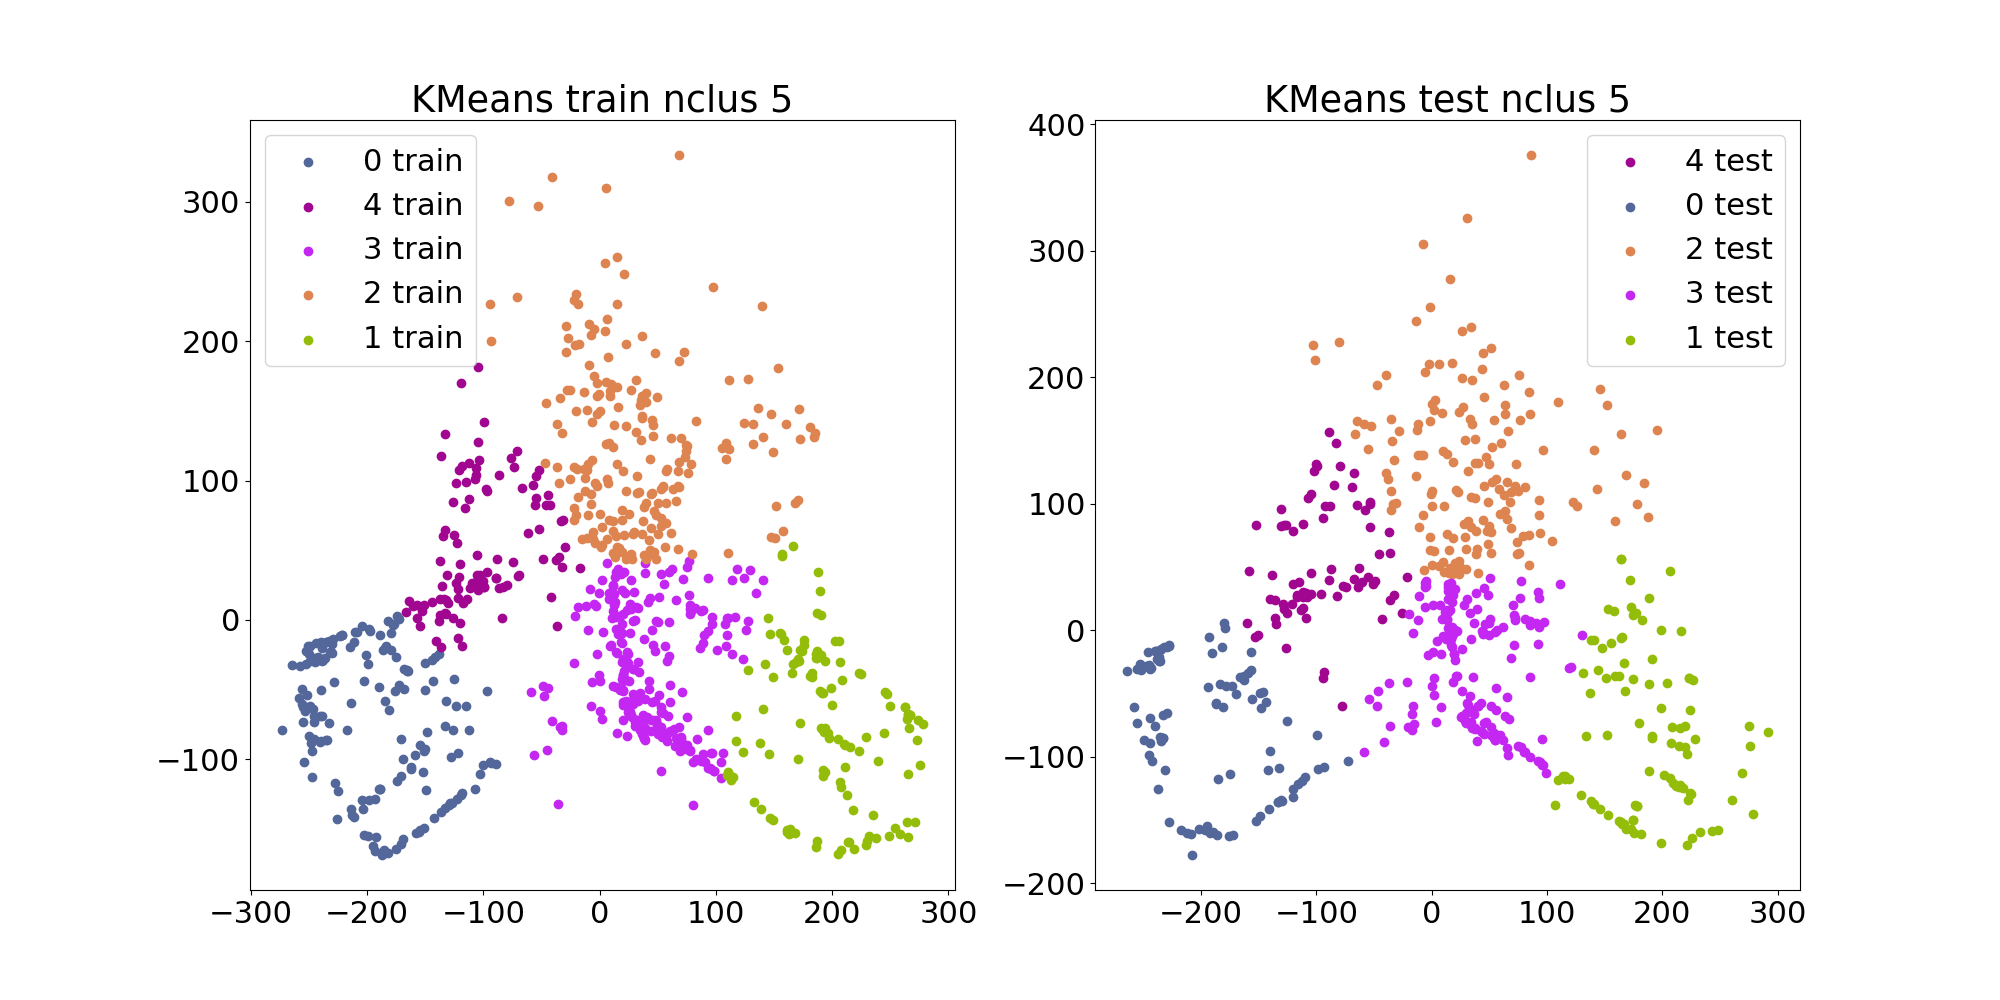 KMeans train nclus 5
0 train
4 train
3 train
2 train
1 train
300
200
100
0
−100
−300 −200 −100 0 100 200 300
KMeans test nclus 5
4 test
0 test
2 test
3 test
1 test
400
300
200
100
0
−100
−200
−200 −100 0 100 200 300